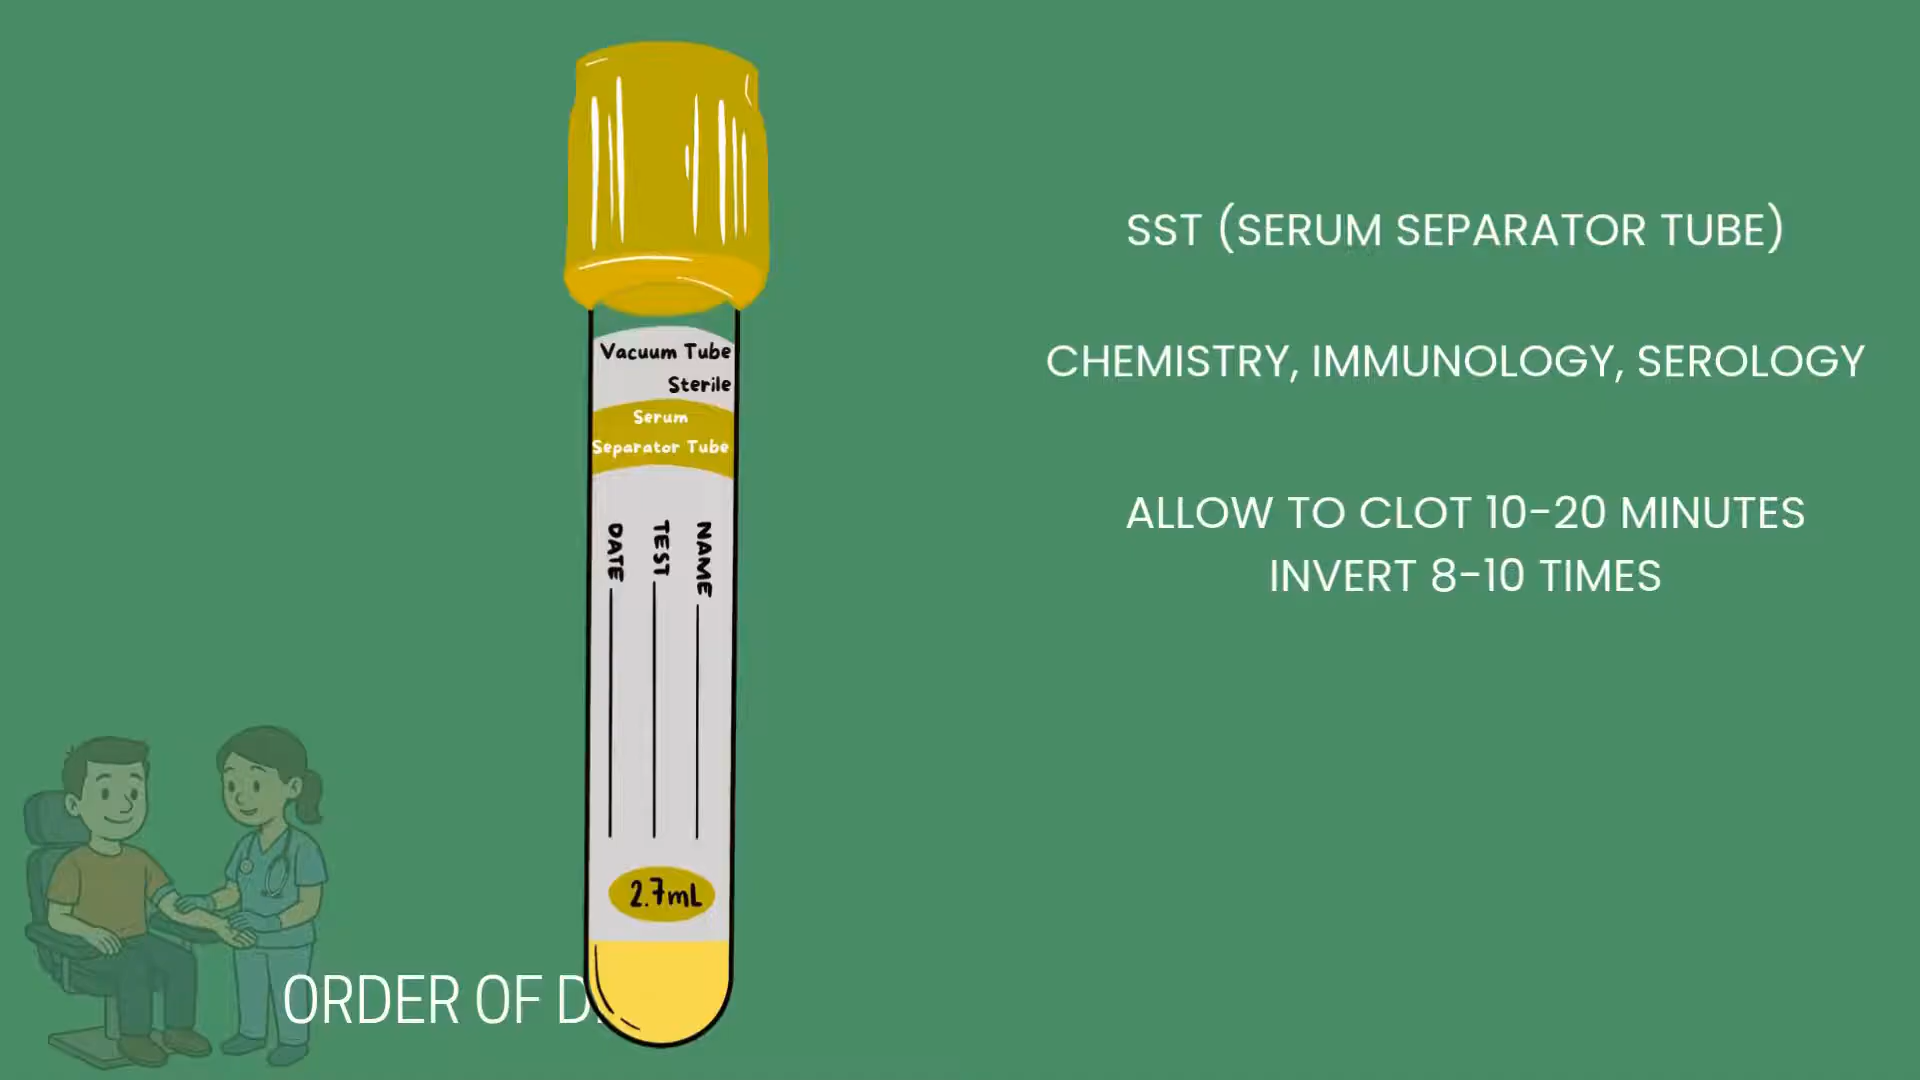 SST (SERUM SEPARATOR TUBE)
CHEMISTRY, IMMUNOLOGY, SEROLOGY
ALLOW TO CLOT 10-20 MINUTES
INVERT 8-10 TIMES
Vacuum Tube
Sterile
Serum
Separator Tube
NAME
TEST
DATE
2.7mL
ORDER OF